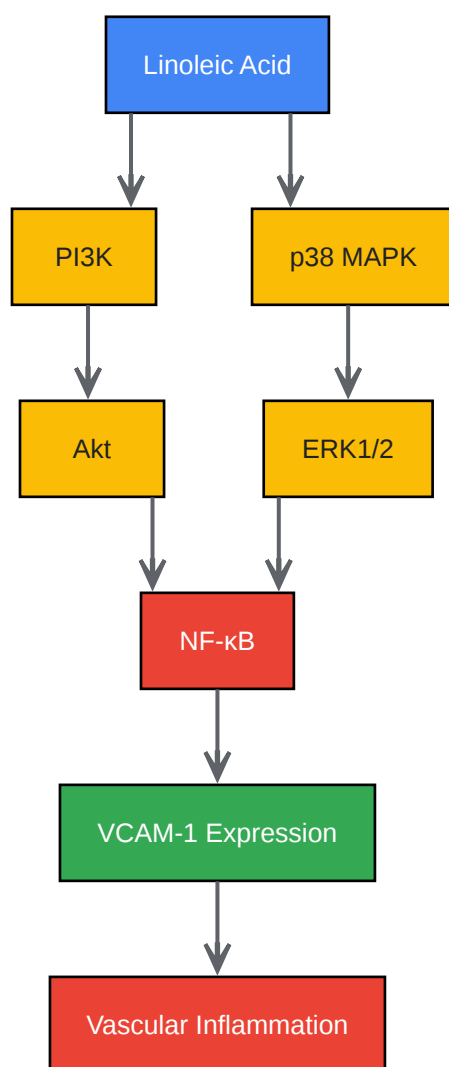 Linoleic Acid
PI3K
p38 MAPK
Akt
ERK1/2
NF-κB
VCAM-1 Expression
Vascular Inflammation